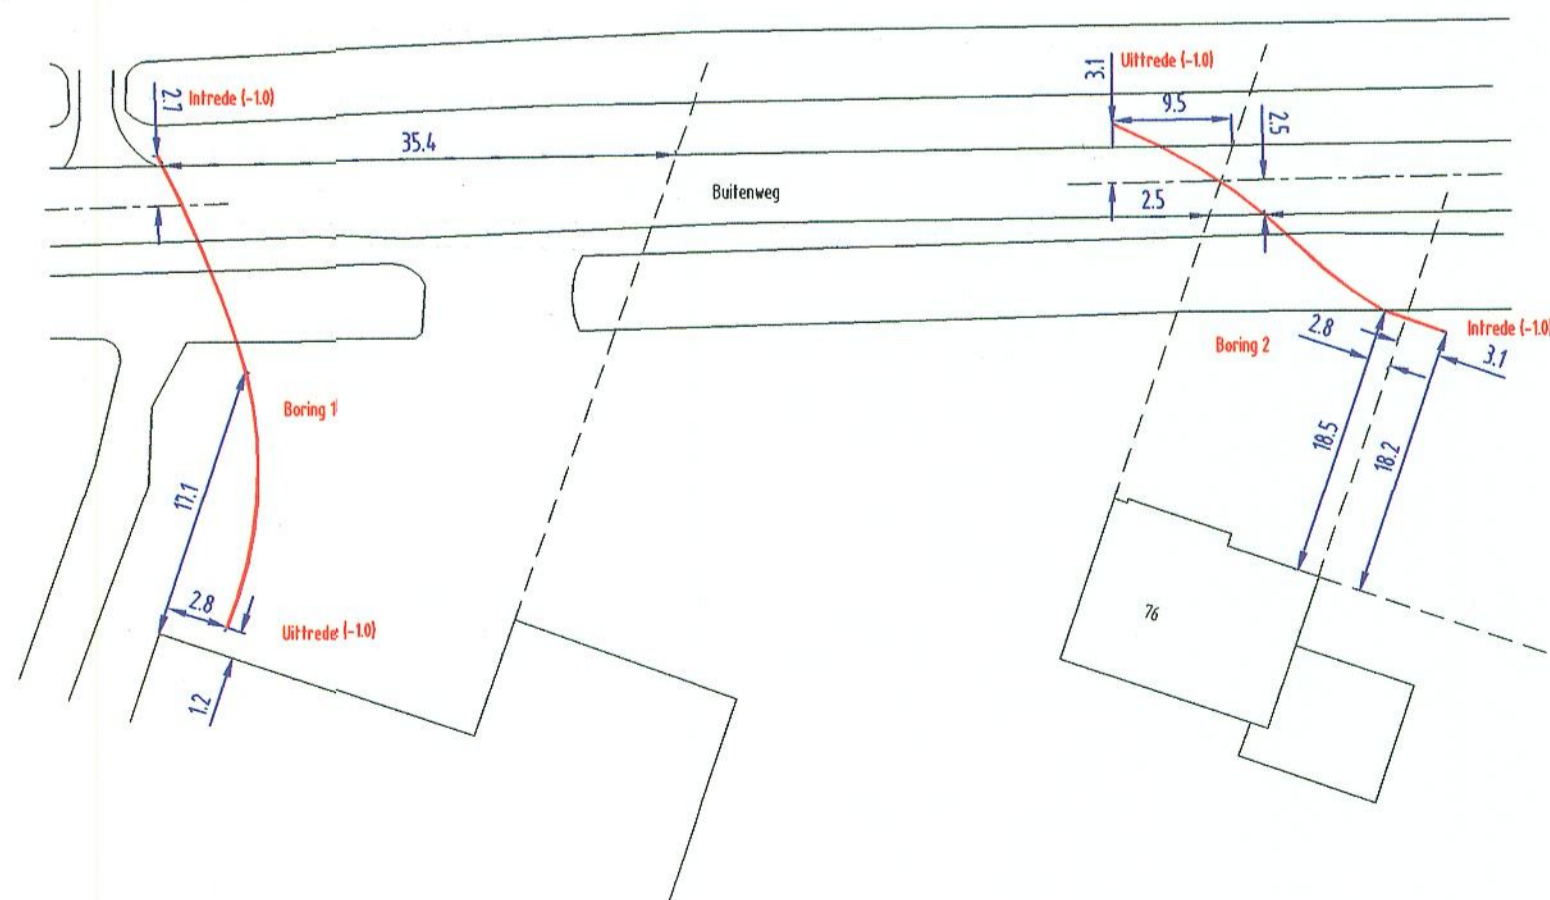 3.1
Uittrede (-1.0)
2.7
Intrede (-1.0)
9.5
2.5
35.4
Buitenweg
2.5
2.8
Intrede (-1.0)
Boring 2
3.1
Boring 1
18.5
18.2
17.1
2.8
76
Uittrede (-1.0)
1.2